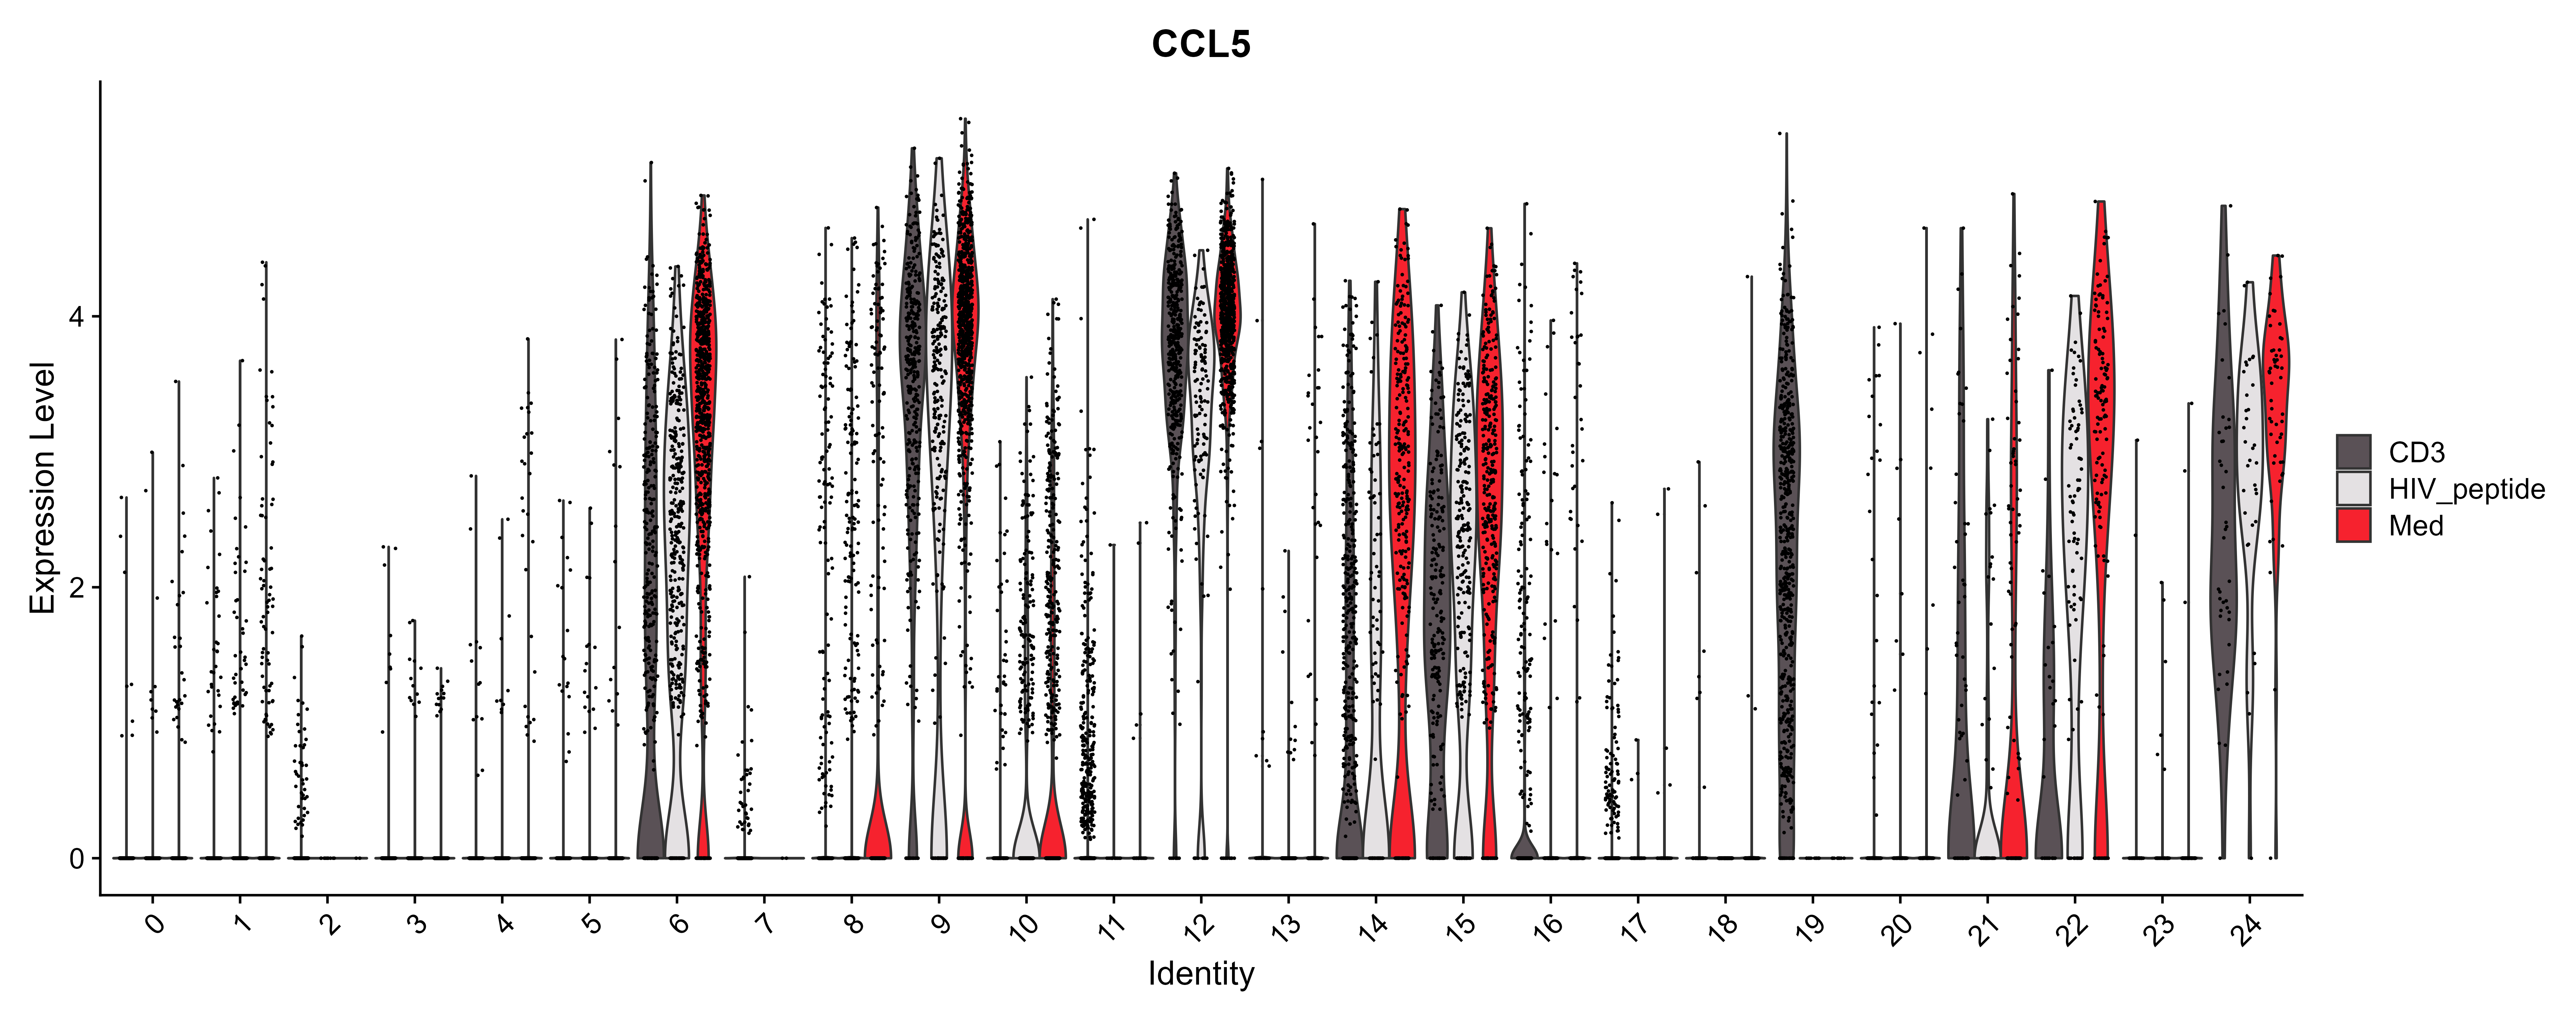 CCL5
Expression Level
4
2
0
0 1 2 3 4 5 6 7 8 9 10 11 12 13 14 15 16 17 18 19 20 21 22 23 24
Identity
CD3
HIV_peptide
Med